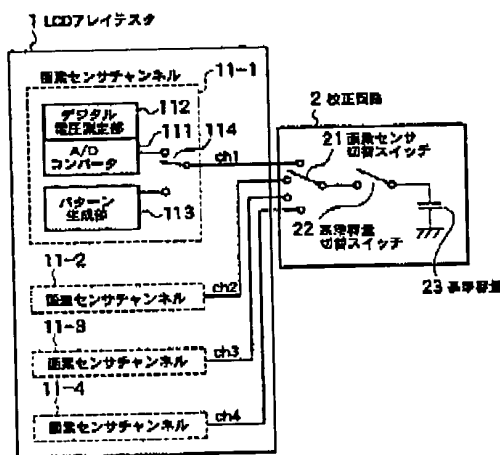 1 LCDアレイテスタ
画素センサチャンネル
11-1
デジタル
電圧測定部
112
A/D
コンバータ
111
114
ch1
パターン
生成部
113
2 校正回路
21 画素センサ
切替スイッチ
22 基準容量
切替スイッチ
23 基準容量
11-2
画素センサチャンネル
ch2
11-3
画素センサチャンネル
ch3
11-4
画素センサチャンネル
ch4